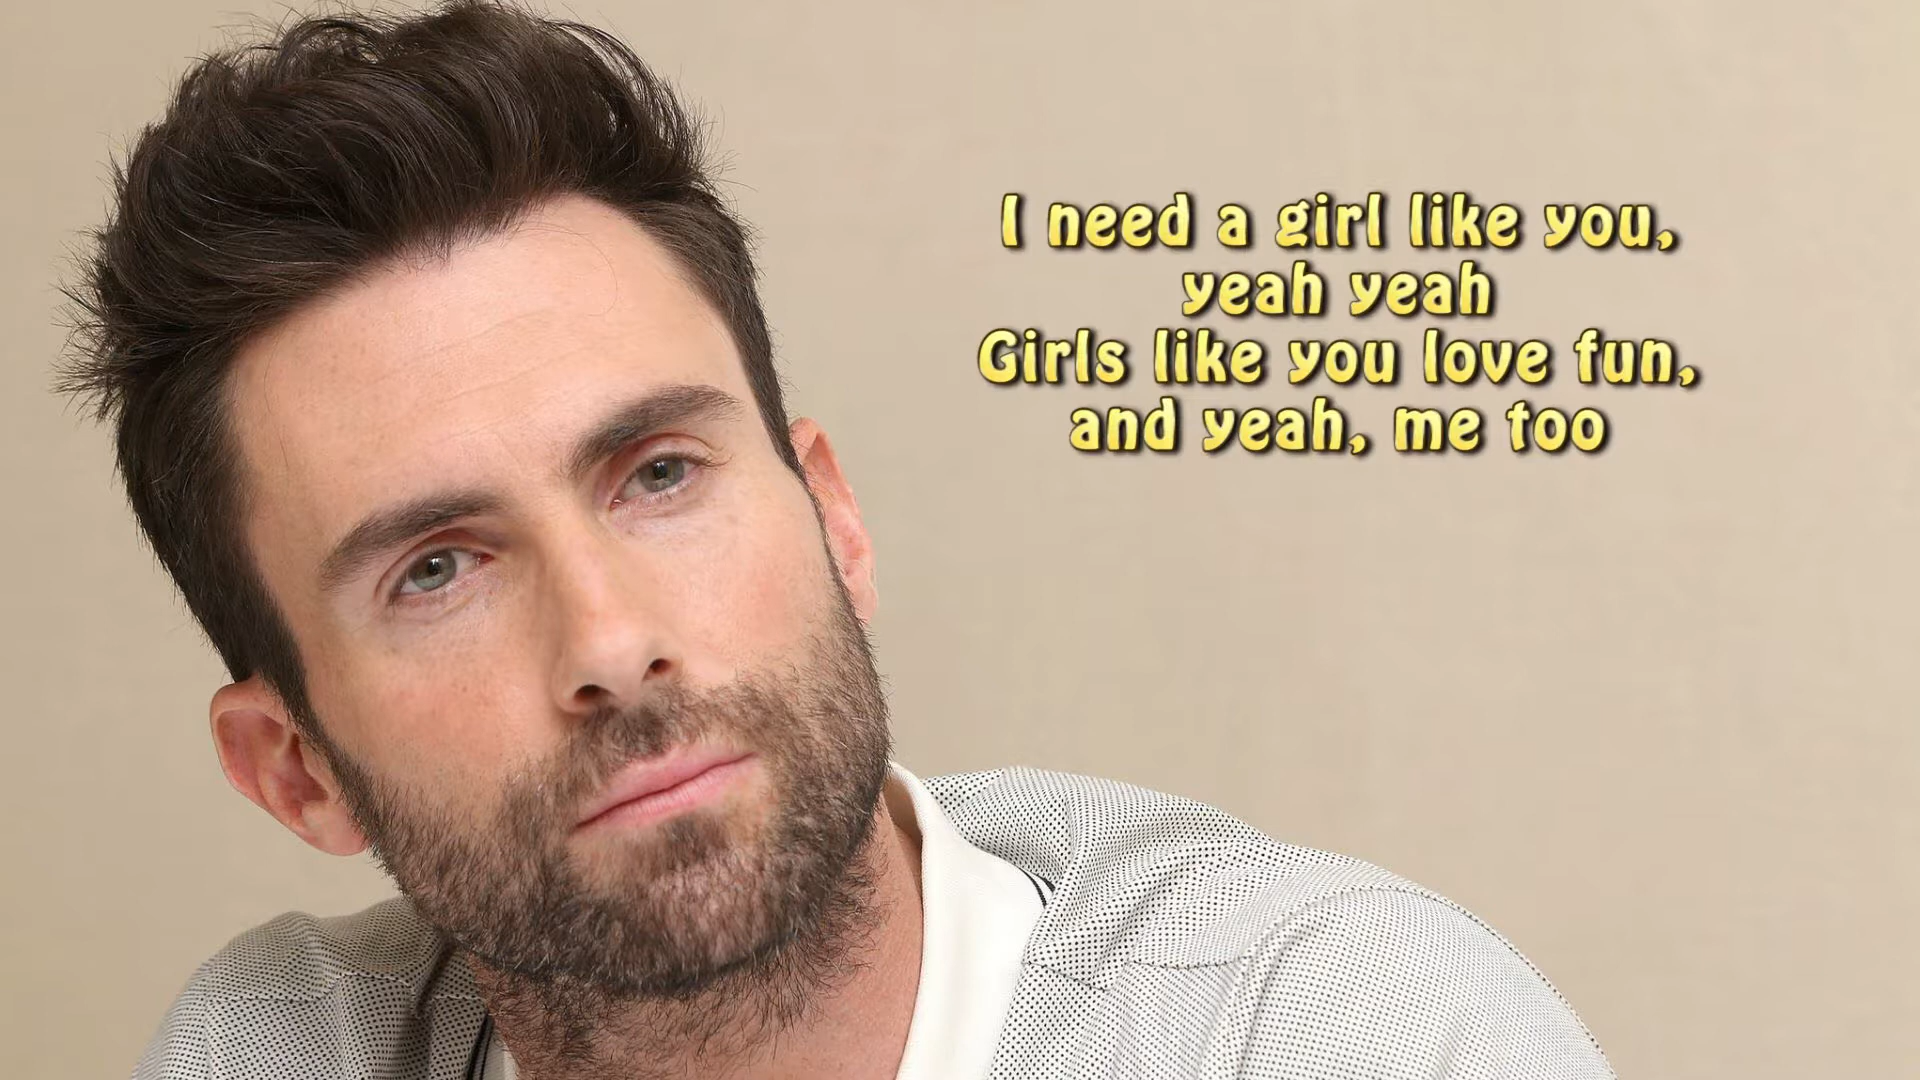 I need a girl like you,
yeah yeah
Girls like you love fun,
and yeah, me too